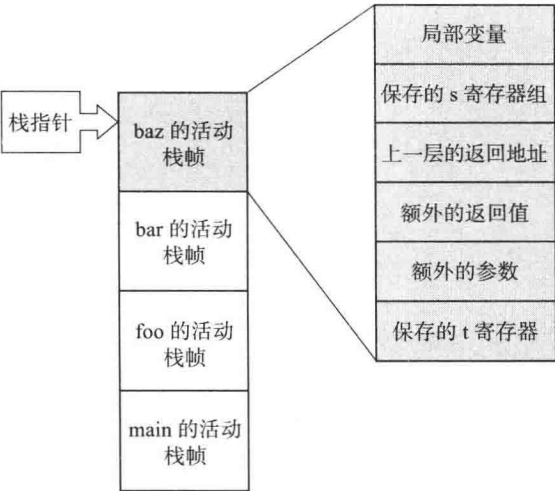 局部变量
保存的 s 寄存器组
栈指针
baz 的活动
栈帧
上一层的返回地址
额外的返回值
bar 的活动
栈帧
额外的参数
foo 的活动
栈帧
保存的 t 寄存器
main 的活动
栈帧